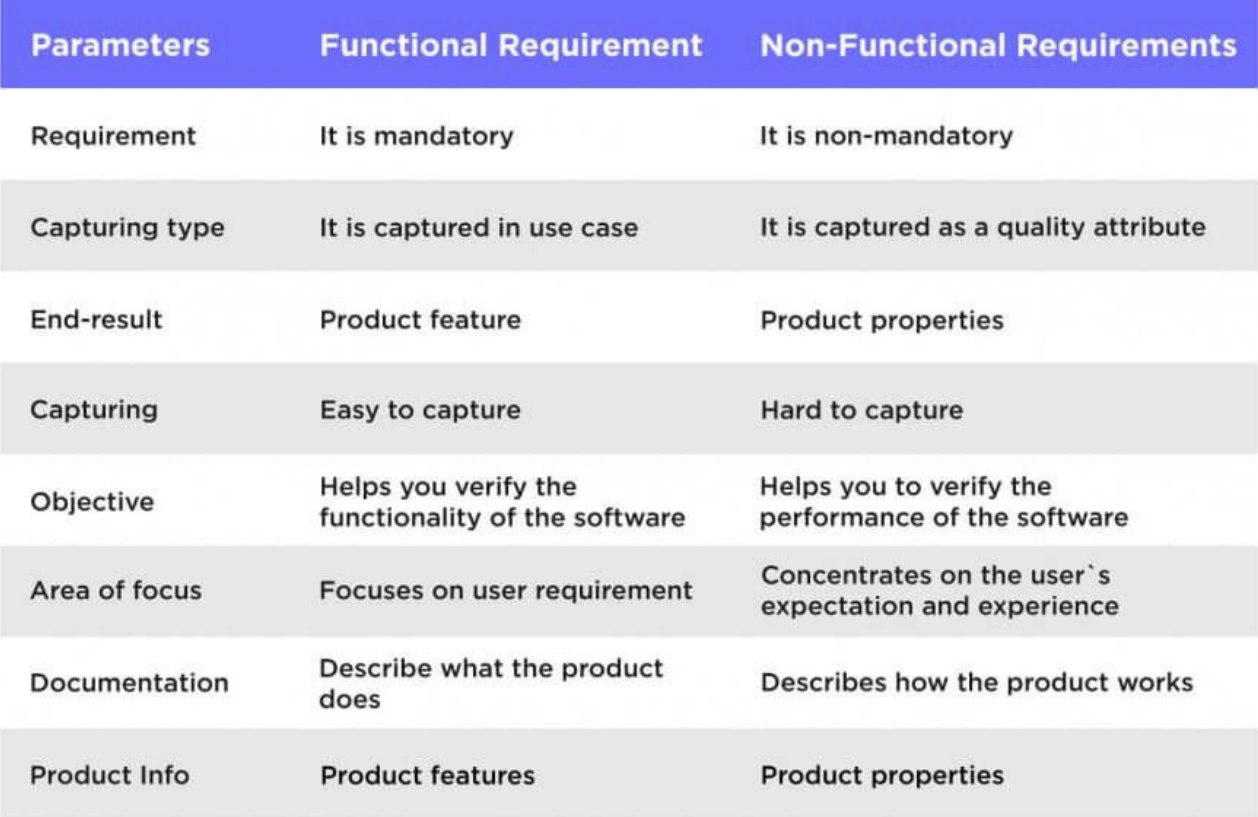 Parameters Functional Requirement Non-Functional Requirements
Requirement It is mandatory It is non-mandatory
Capturing type It is captured in use case It is captured as a quality attribute
End-result Product feature Product properties
Capturing Easy to capture Hard to capture
Objective
Helps you verify the
functionality of the software
Helps you to verify the
performance of the software
Area of focus Focuses on user requirement
Concentrates on the user`s
expectation and experience
Documentation
Describe what the product
does
Describes how the product works
Product Info Product features Product properties